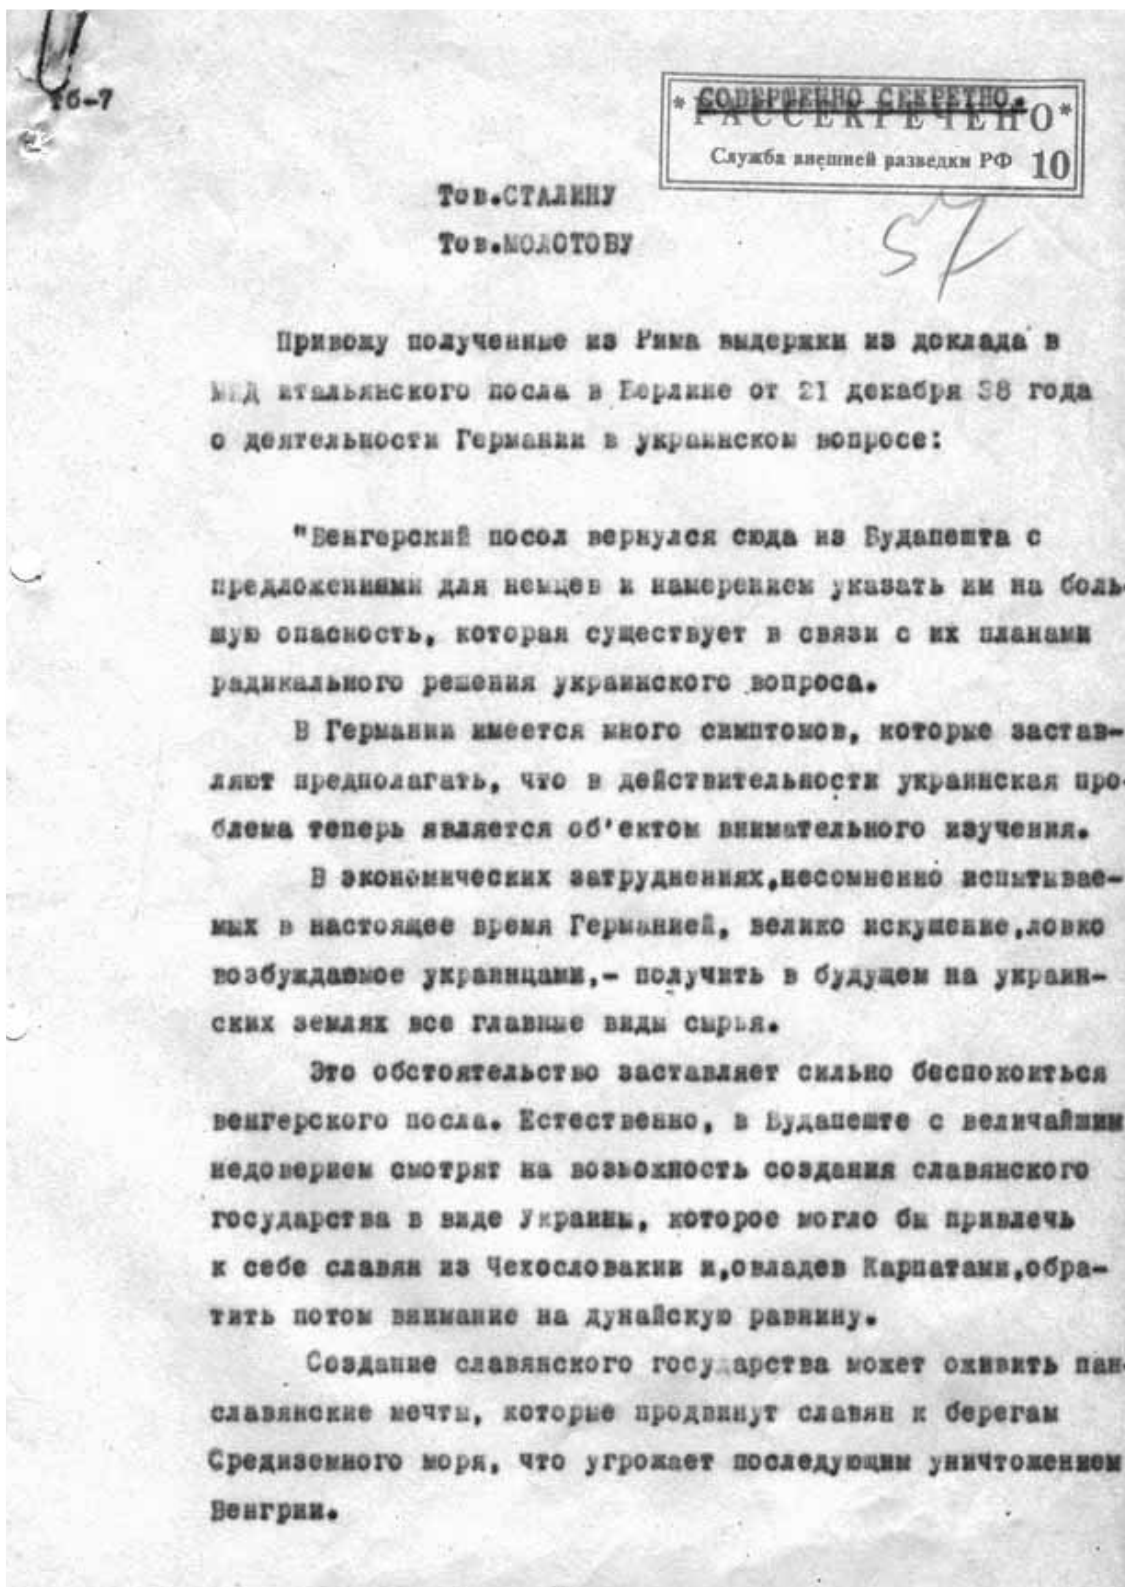 тб-7
СОВЕРШЕННО СЕКРЕТНО.
* РАССЕКРЕЧЕНО *
Служба внешней разведки РФ 10
Тов.СТАЛИНУ
57
Тов.МОЛОТОВУ
Привожу полученные из Рима выдержки из доклада в
МИД итальянского посла в Берлине от 21 декабря 38 года
о деятельности Германии в украинском вопросе:
"Венгерский посол вернулся сюда из Будапешта с
предложениями для немцев и намерением указать им на боль-
шую опасность, которая существует в связи с их планами
радикального решения украинского вопроса.
В Германии имеется много симптомов, которые застав-
ляют предполагать, что в действительности украинская про-
блема теперь является об'ектом внимательного изучения.
В экономических затруднениях,несомненно испытывае-
мых в настоящее время Германией, велико искушение,ловко
возбуждаемое украинцами,- получить в будущем на украин-
ских землях все главные виды сырья.
Это обстоятельство заставляет сильно беспокоиться
венгерского посла. Естественно, в Будапеште с величайшим
недоверием смотрят на возможность создания славянского
государства в виде Украины, которое могло бы привлечь
к себе славян из Чехословакии и,овладев Карпатами,обра-
тить потом внимание на дунайскую равнину.
Создание славянского государства может оживить пан-
славянские мечты, которые продвинут славян к берегам
Средиземного моря, что угрожает последующим уничтожением
Венгрии.